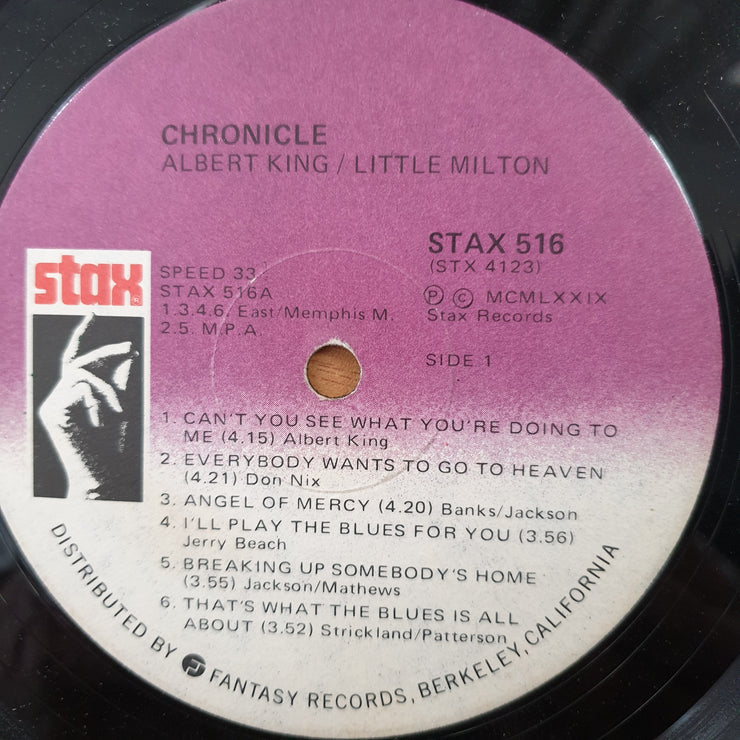 CHRONICLE
ALBERT KING / LITTLE MILTON
STAX 516
(STX 4123)
stax®
SPEED 33
STAX 516A
1.3.4.6. East/Memphis M.
2.5. M.P.A.
Ⓟ © MCMLXXIX
Stax Records
SIDE 1
1. CAN'T YOU SEE WHAT YOU'RE DOING TO
ME (4.15) Albert King
2. EVERYBODY WANTS TO GO TO HEAVEN
(4.21) Don Nix
3. ANGEL OF MERCY (4.20) Banks/Jackson
4. I'LL PLAY THE BLUES FOR YOU (3.56)
Jerry Beach
5. BREAKING UP SOMEBODY'S HOME
(3.55) Jackson/Mathews
6. THAT'S WHAT THE BLUES IS ALL
ABOUT (3.52) Strickland/Patterson
DISTRIBUTED BY FANTASY RECORDS, BERKELEY, CALIFORNIA